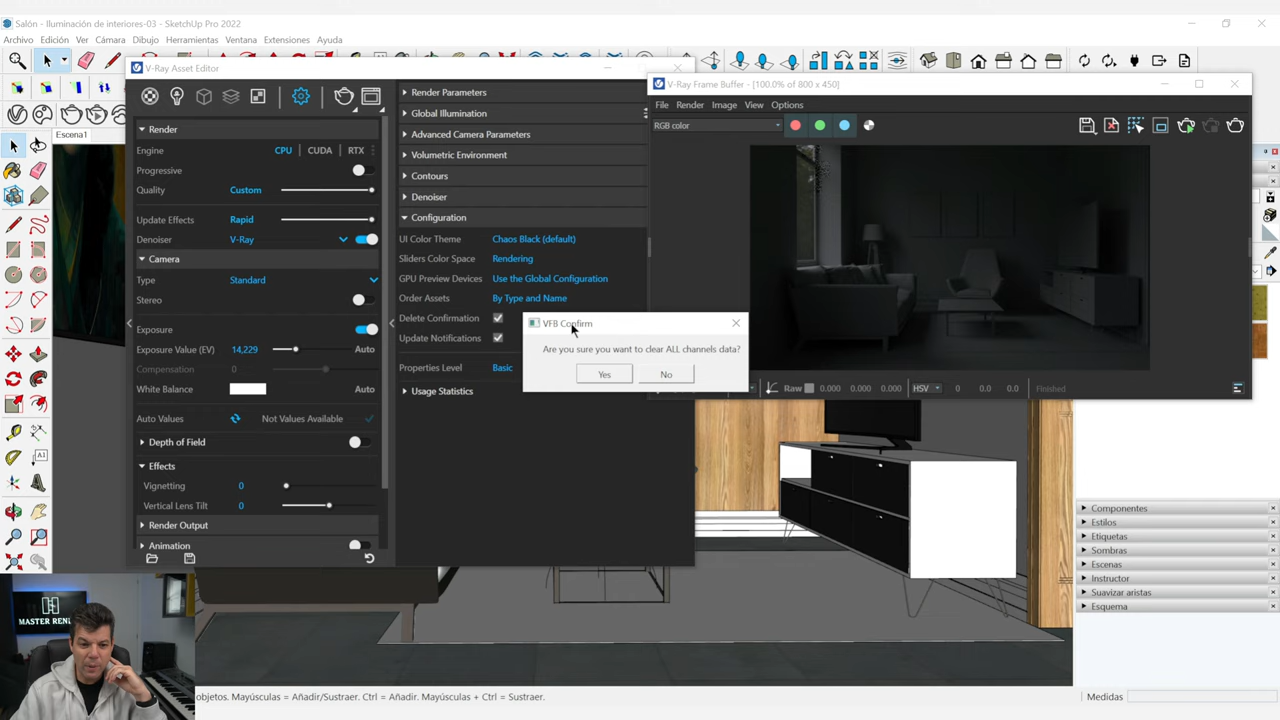 Salón - Iluminación de interiores-03 - SketchUp Pro 2022
Archivo Edición Ver Cámara Dibujo Herramientas Ventana Extensiones Ayuda
V-Ray Asset Editor
Render
Engine CPU CUDA RTX
Progressive
Quality Custom
Update Effects Rapid
Denoiser V-Ray
Camera
Type Standard
Stereo
Exposure
Exposure Value (EV) 14,229 Auto
Compensation 0
White Balance Auto
Auto Values Not Values Available
Depth of Field
Effects
Vignetting 0
Vertical Lens Tilt 0
Render Output
Animation
Render Parameters
Global Illumination
Advanced Camera Parameters
Volumetric Environment
Contours
Denoiser
Configuration
UI Color Theme Chaos Black (default)
Sliders Color Space Rendering
GPU Preview Devices Use the Global Configuration
Order Assets By Type and Name
Delete Confirmation
Update Notifications
Properties Level Basic
Usage Statistics
V-Ray Frame Buffer - [100.0% of 800 x 450]
File Render Image View Options
RGB color
Raw 0.000 0.000 0.000 HSV 0 0.0 0.0 Finished
VFB Confirm
Are you sure you want to clear ALL channels data?
Yes No
Escena1
AI
Componentes
Estilos
Etiquetas
Sombras
Escenas
Instructor
Suavizar aristas
Esquema
MASTER REN
objetos. Mayúsculas = Añadir/Sustraer. Ctrl = Añadir. Mayúsculas + Ctrl = Sustraer.
Medidas